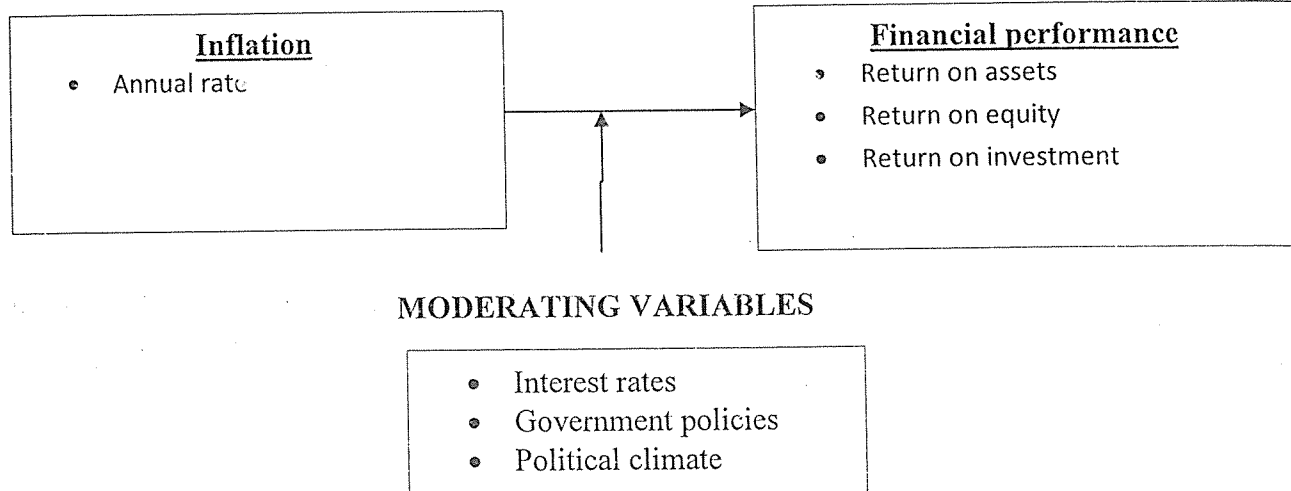 Inflation
• Annual rate
Financial performance
• Return on assets
• Return on equity
• Return on investment
MODERATING VARIABLES
• Interest rates
• Government policies
• Political climate